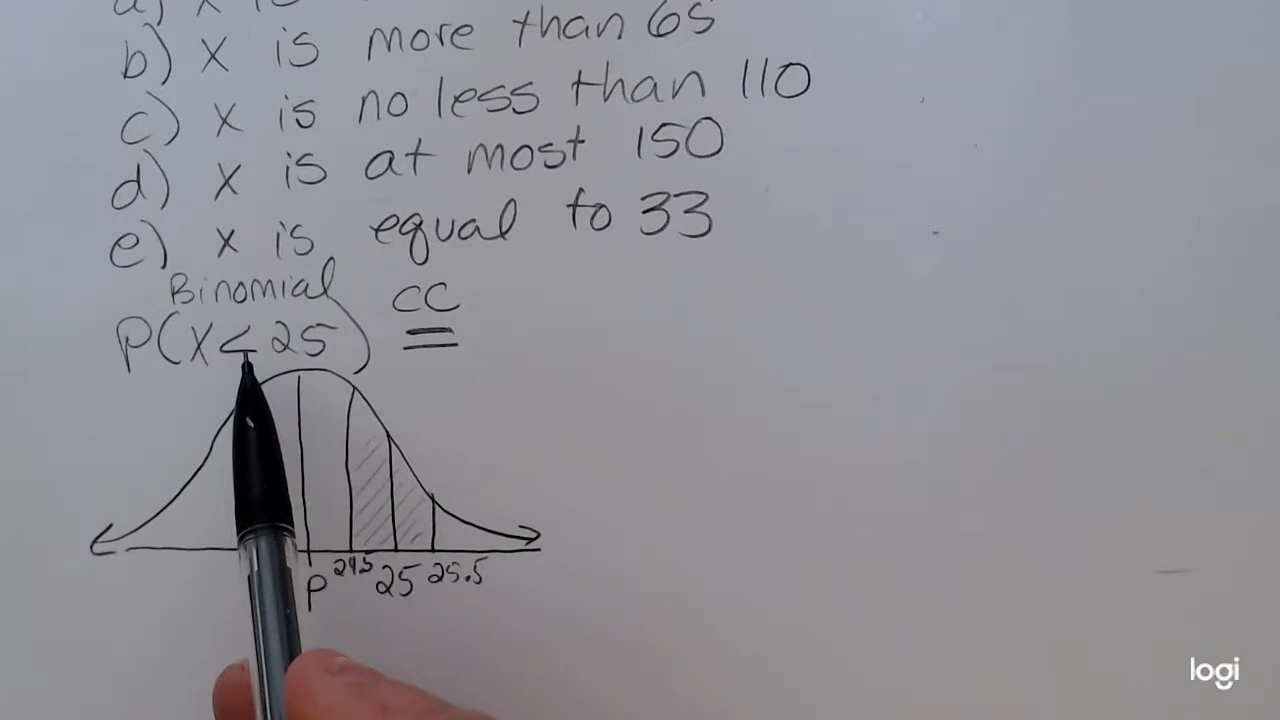 a) x is
b) x is more than 65
c) x is no less than 110
d) x is at most 150
e) x is equal to 33
Binomial
P(X < 25) CC
P 24.5 25 25.5
logi